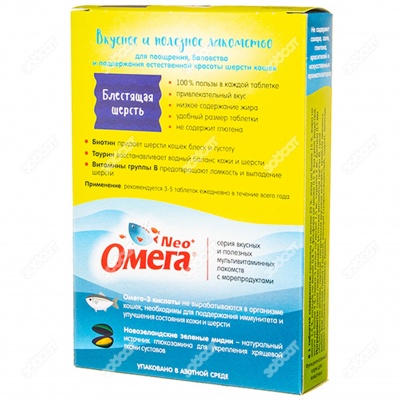 Вкусное и полезное лакомство
для поощрения, баловства
и поддержания естественной красоты шерсти кошек
Блестящая
шерсть
• 100% пользы в каждой таблетке
• привлекательный вкус
• низкое содержание жира
• удобный размер таблетки
• не содержит глютена
• Биотин придает шерсти кошек блеск и густоту
• Таурин восстанавливает водный баланс кожи и шерсти
• Витамины группы В предотвращают ломкость и выпадение
шерсти
Применение: рекомендуется 3-5 таблеток ежедневно в течение всего года
Омега Neo+
серия вкусных
и полезных
мультивитаминных
лакомств
с морепродуктами
Омега-3 кислоты не вырабатываются в организме
кошек, необходимы для поддержания иммунитета и
улучшения состояния кожи и шерсти
Новозеландские зеленые мидии – натуральный
источник глюкозамина для укрепления хрящевой
ткани суставов
УПАКОВАНО В АЗОТНОЙ СРЕДЕ